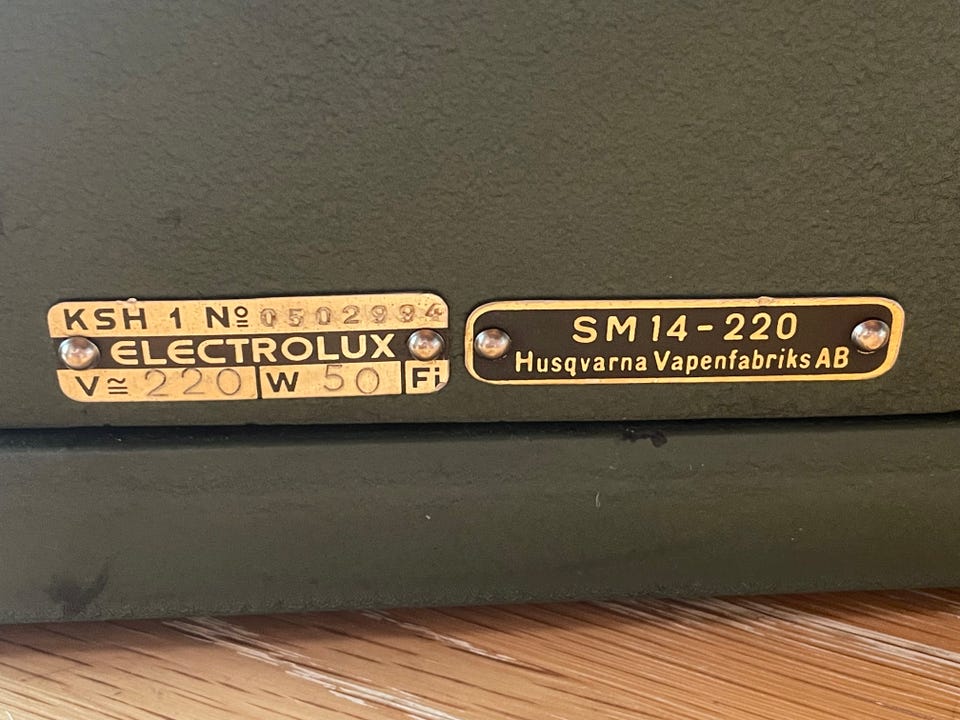 KSH 1 Nº 0502994
ELECTROLUX
V≅ 220 W 50 Fi
SM14-220
Husqvarna Vapenfabriks AB